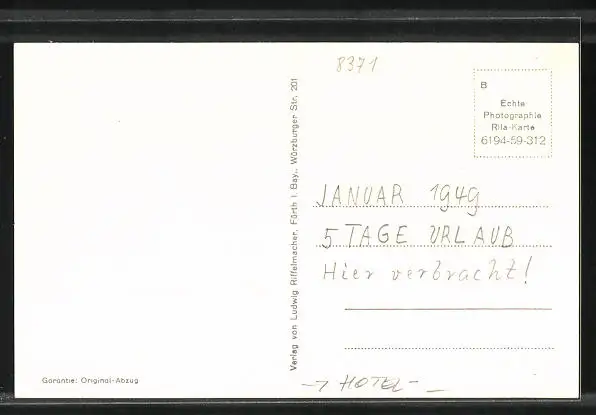 8371
B
Echte
Photographie
Rila-Karte
6194-59-312
Verlag von Ludwig Riffelmacher, Fürth i. Bay., Würzburger Str. 201
JANUAR 1949
5 TAGE URLAUB
Hier verbracht!
→ HOTEL -
Garantie: Original-Abzug